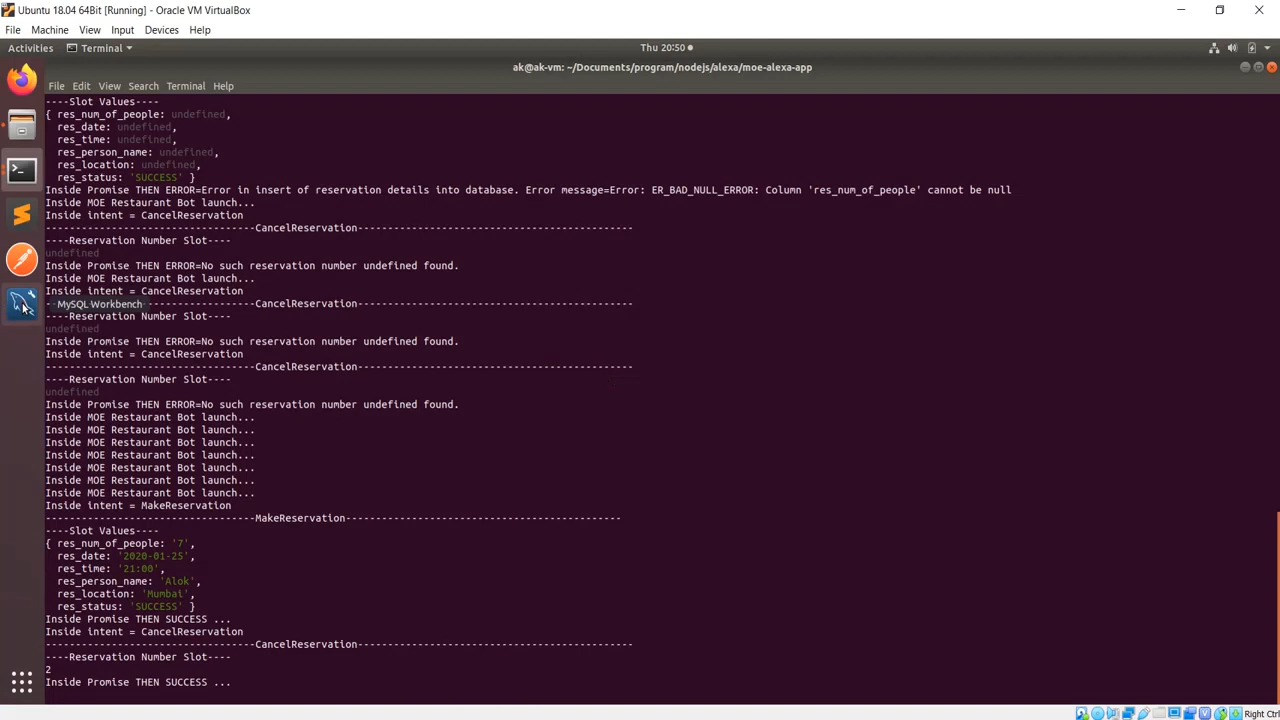 Ubuntu 18.04 64Bit [Running] - Oracle VM VirtualBox
File Machine View Input Devices Help
Activities Terminal Thu 20:50
ak@ak-vm: ~/Documents/program/nodejs/alexa/moe-alexa-app
File Edit View Search Terminal Help
----Slot Values----
{ res_num_of_people: undefined,
res_date: undefined,
res_time: undefined,
res_person_name: undefined,
res_location: undefined,
res_status: 'SUCCESS' }
Inside Promise THEN ERROR=Error in insert of reservation details into database. Error message=Error: ER_BAD_NULL_ERROR: Column 'res_num_of_people' cannot be null
Inside MOE Restaurant Bot launch...
Inside intent = CancelReservation
-----------------------------------CancelReservation----------------------------------------------
----Reservation Number Slot----
undefined
Inside Promise THEN ERROR=No such reservation number undefined found.
Inside MOE Restaurant Bot launch...
Inside intent = CancelReservation
MySQL Workbench
-----------------------------------CancelReservation----------------------------------------------
----Reservation Number Slot----
undefined
Inside Promise THEN ERROR=No such reservation number undefined found.
Inside intent = CancelReservation
-----------------------------------CancelReservation----------------------------------------------
----Reservation Number Slot----
undefined
Inside Promise THEN ERROR=No such reservation number undefined found.
Inside MOE Restaurant Bot launch...
Inside MOE Restaurant Bot launch...
Inside MOE Restaurant Bot launch...
Inside MOE Restaurant Bot launch...
Inside MOE Restaurant Bot launch...
Inside MOE Restaurant Bot launch...
Inside MOE Restaurant Bot launch...
Inside intent = MakeReservation
-----------------------------------MakeReservation----------------------------------------------
----Slot Values----
{ res_num_of_people: '7',
res_date: '2020-01-25',
res_time: '21:00',
res_person_name: 'Alok',
res_location: 'Mumbai',
res_status: 'SUCCESS' }
Inside Promise THEN SUCCESS ...
Inside intent = CancelReservation
-----------------------------------CancelReservation----------------------------------------------
----Reservation Number Slot----
2
Inside Promise THEN SUCCESS ...
Right Ctrl